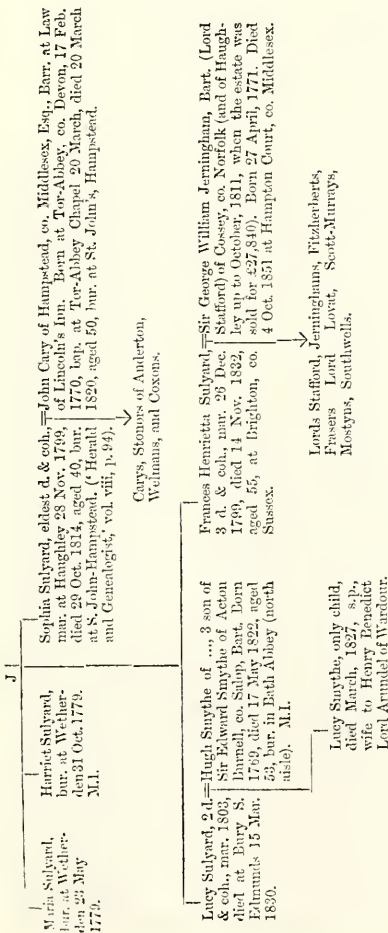 J
Maria Sulyard,
bur. at Wether-
den 23 May
1779.
Harriet Sulyard,
bur. at Wether-
den 31 Oct. 1779.
M.I.
Sophia Sulyard, eldest d. & coh.,=John Cary of Hampstead, co. Middlesex, Esq., Barr. at Law
mar. at Haughley 28 Nov. 1799, of Lincoln's Inn. Born at Tor-Abbey, co. Devon, 17 Feb.
died 29 Oct. 1814, aged 40, bur. 1770, bap. at Tor-Abbey Chapel 20 March, died 20 March
at S. John-Hampstead. ('Herald 1820, aged 50, bur. at St. John's, Hampstead.
and Genealogist,' vol. viii, p. 94).
Carys, Stonors of Anderton,
Welmans, and Coxons.
Lucy Sulyard, 2 d.=Hugh Smythe of ..., 3 son of
& coh., mar. 1803, Sir Edward Smythe of Acton
died at Bury S. Burnell, co. Salop, Bart. Born
Edmunds 15 Mar. 1769, died 17 May 1822, aged
1830. 53, bur. in Bath Abbey (north
aisle). M.I.
Lucy Smythe, only child,
died March, 1827, s.p.,
wife to Henry Benedict
Lord Arundel of Wardour.
Frances Henrietta Sulyard,=Sir George William Jerningham, Bart. (Lord
3 d. & coh., mar. 26 Dec. Stafford) of Cossey, co. Norfolk (and of Haugh-
1799, died 14 Nov. 1832, ley up to October, 1811, when the estate was
aged 55, at Brighton, co. sold for £27,840). Born 27 April, 1771. Died
Sussex. 4 Oct. 1851 at Hampton Court, co. Middlesex.
Lords Stafford, Jerninghams, Fitzherberts,
Frasers Lord Lovat, Scott-Murrays,
Mostyns, Southwells.